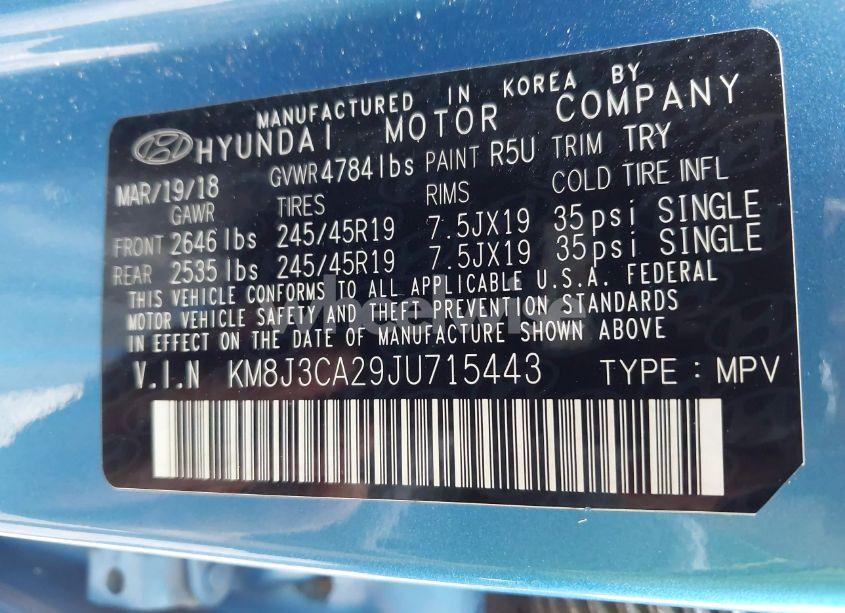 MANUFACTURED IN KOREA BY
HYUNDAI MOTOR COMPANY
MAR/19/18 GVWR 4784lbs PAINT R5U TRIM TRY
GAWR TIRES RIMS COLD TIRE INFL
FRONT 2646 lbs 245/45R19 7.5JX19 35psi SINGLE
REAR 2535 lbs 245/45R19 7.5JX19 35psi SINGLE
THIS VEHICLE CONFORMS TO ALL APPLICABLE U.S.A. FEDERAL
MOTOR VEHICLE SAFETY AND THEFT PREVENTION STANDARDS
IN EFFECT ON THE DATE OF MANUFACTURE SHOWN ABOVE.
V.I.N KM8J3CA29JU715443 TYPE : MPV